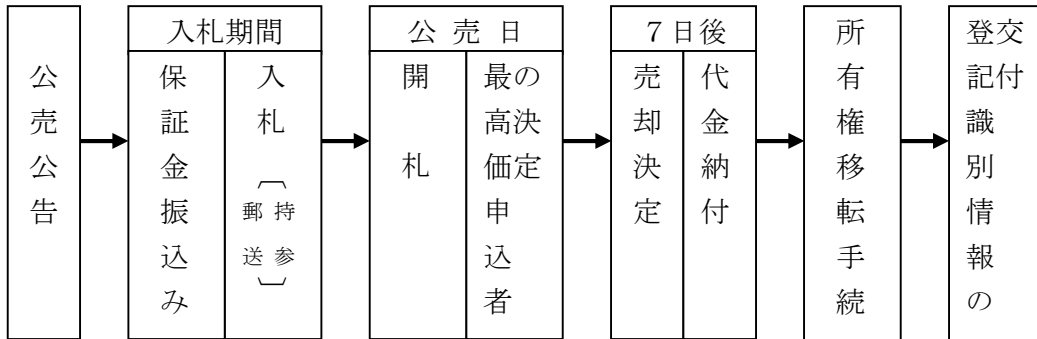 公売公告
入札期間
保証金振込み
入札
〔郵送
持参〕
公売日
開札
最高価申込者
の決定
7日後
売却決定
代金納付
所有権移転手続
登記識別情報の
交付